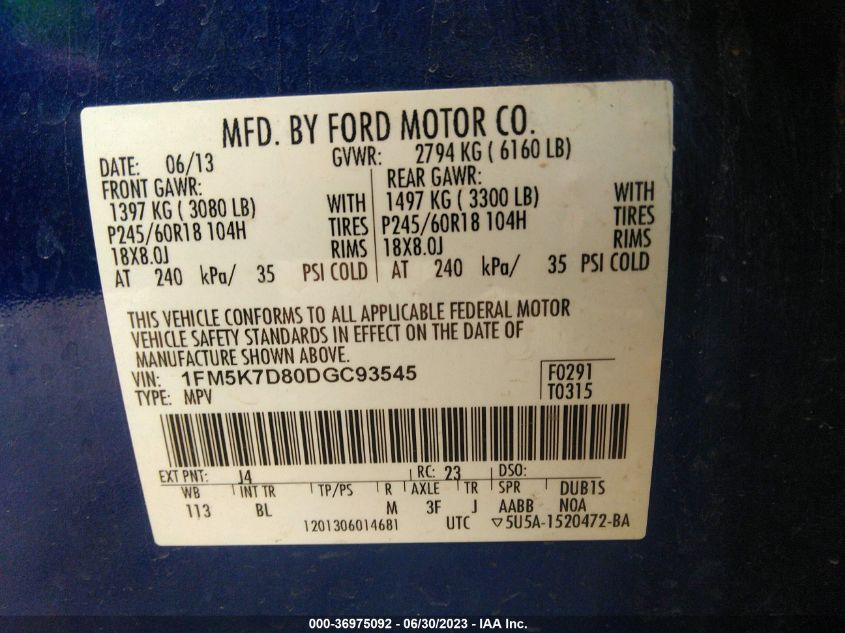 MFD. BY FORD MOTOR CO.
DATE: 06/13 GVWR: 2794 KG ( 6160 LB)
FRONT GAWR: REAR GAWR:
1397 KG ( 3080 LB) WITH 1497 KG ( 3300 LB) WITH
P245/60R18 104H TIRES P245/60R18 104H TIRES
18X8.0J RIMS 18X8.0J RIMS
AT 240 kPa/ 35 PSI COLD AT 240 kPa/ 35 PSI COLD
THIS VEHICLE CONFORMS TO ALL APPLICABLE FEDERAL MOTOR
VEHICLE SAFETY STANDARDS IN EFFECT ON THE DATE OF
MANUFACTURE SHOWN ABOVE.
VIN: 1FM5K7D80DGC93545 F0291
TYPE: MPV T0315
EXT PNT: J4 RC: 23 DSO:
WB INT TR TP/PS R AXLE TR SPR DUB1S
113 BL M 3F J AABB NOA
1201306014681 UTC ▽5U5A-1520472-BA
000-36975092 - 06/30/2023 - IAA Inc.